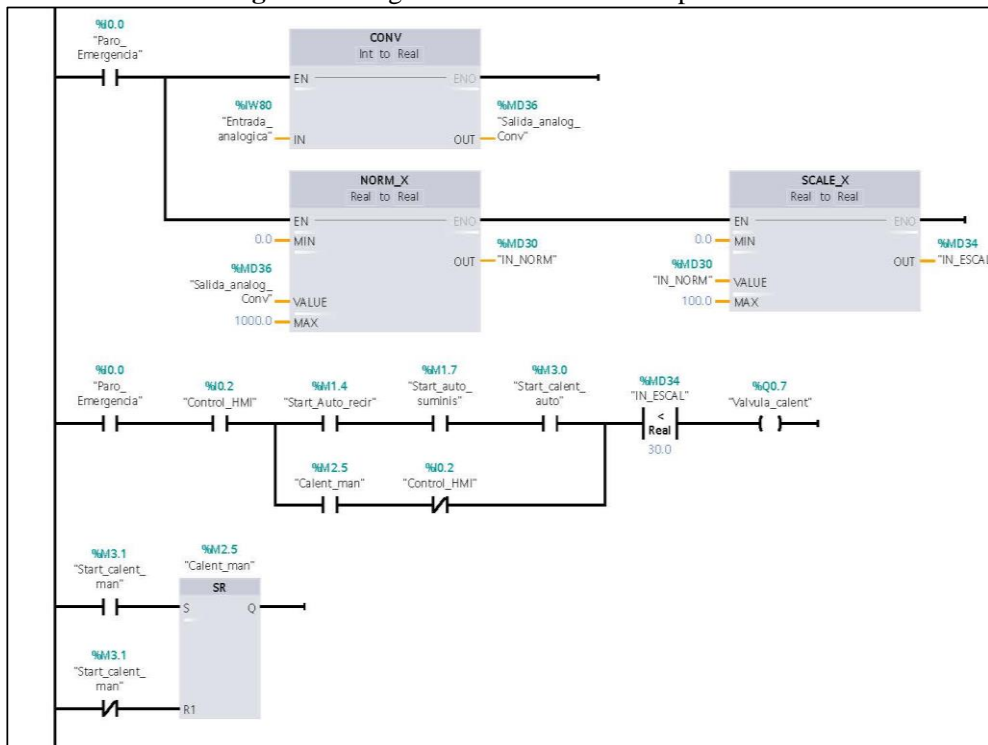 %I0.0
"Paro_
Emergencia"
CONV
Int to Real
EN
ENO
%IW80
"Entrada_
analogica"
IN
%MD36
"Salida_analog_
Conv"
OUT
NORM_X
Real to Real
EN
ENO
0.0
MIN
%MD36
"Salida_analog_
Conv"
VALUE
1000.0
MAX
%MD30
"IN_NORM"
OUT
SCALE_X
Real to Real
EN
ENO
0.0
MIN
%MD30
"IN_NORM"
VALUE
100.0
MAX
%MD34
"IN_ESCAL
OUT
%I0.0
"Paro_
Emergencia"
%I0.2
"Control_HMI"
%M1.4
"Start_Auto_recir"
%M1.7
"Start_auto_
suminis"
%M3.0
"Start_calent_
auto"
%MD34
"IN_ESCAL"
<
Real
30.0
%Q0.7
"Valvula_calent"
%M2.5
"Calent_man"
%I0.2
"Control_HMI"
%M3.1
"Start_calent_
man"
%M2.5
"Calent_man"
SR
S
Q
%M3.1
"Start_calent_
man"
R1